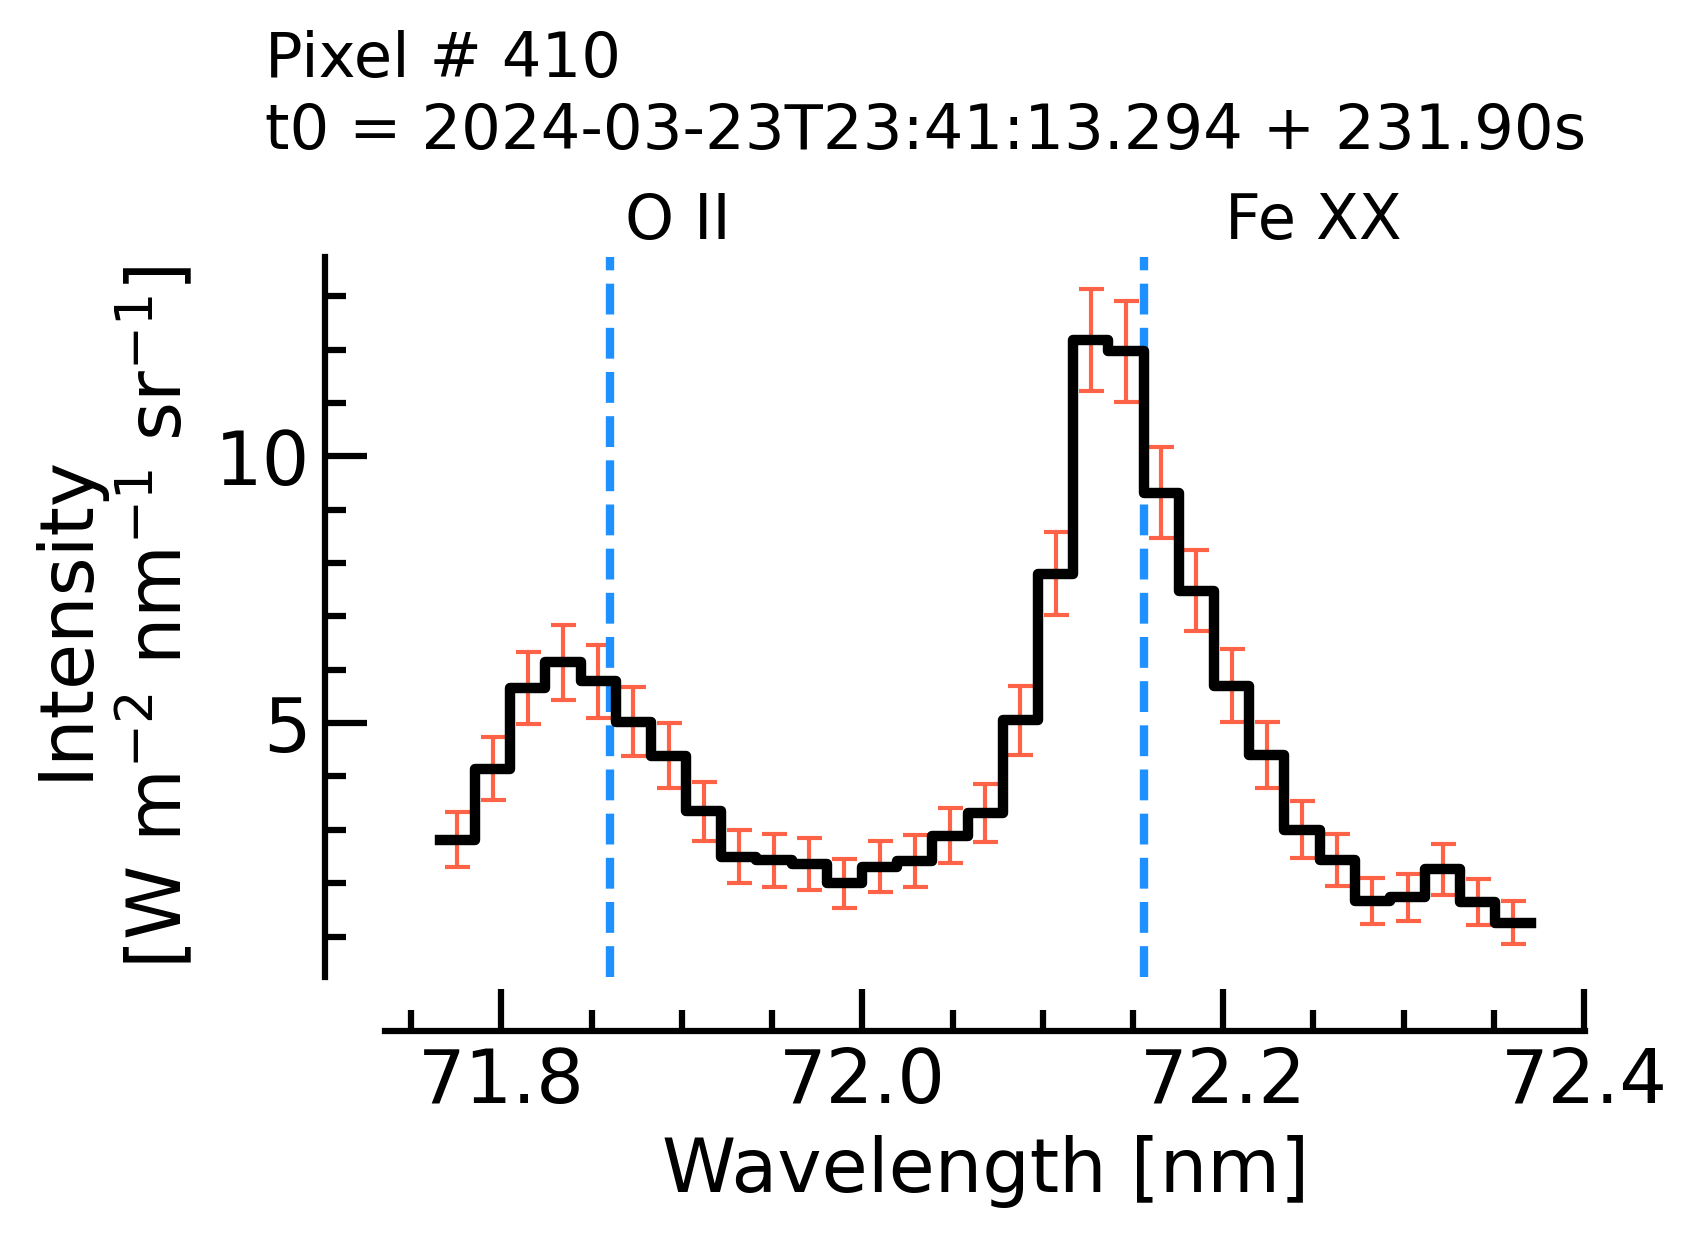 Pixel # 410
t0 = 2024-03-23T23:41:13.294 + 231.90s
O II
Fe XX
Intensity
[W m⁻² nm⁻¹ sr⁻¹]
10
5
71.8
72.0
72.2
72.4
Wavelength [nm]